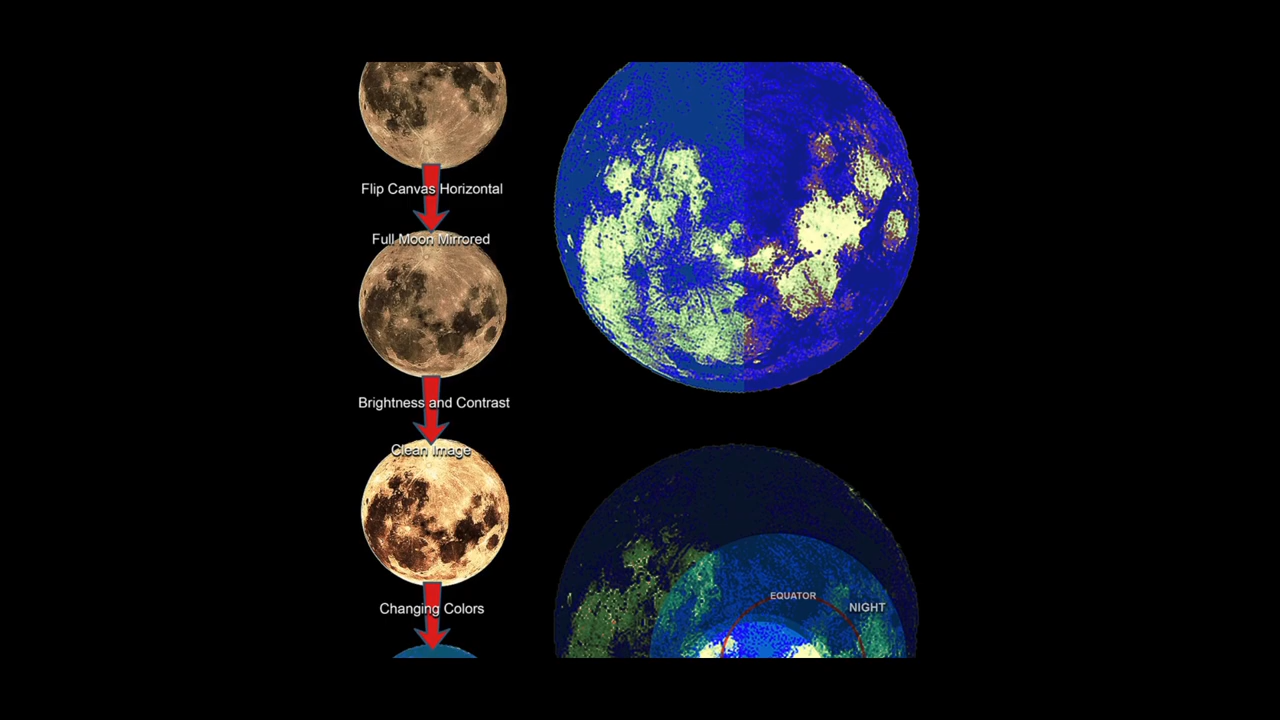 Flip Canvas Horizontal
Full Moon Mirrored
Brightness and Contrast
Clean Image
Changing Colors
EQUATOR
NIGHT